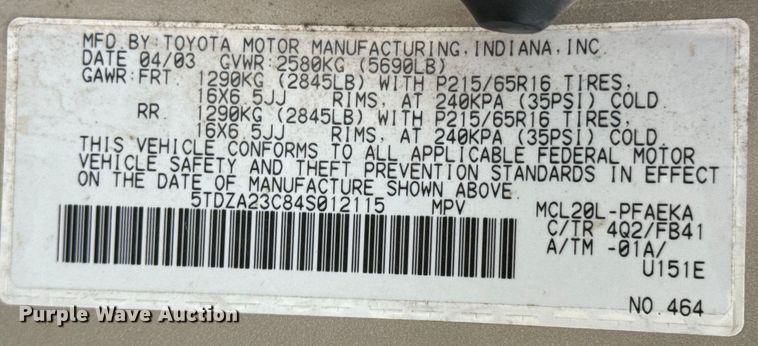 MFD.BY:TOYOTA MOTOR MANUFACTURING,INDIANA,INC.
DATE 04/03 GVWR:2580KG (5690LB)
GAWR:FRT. 1290KG (2845LB) WITH P215/65R16 TIRES,
16X6.5JJ RIMS, AT 240KPA (35PSI) COLD.
RR. 1290KG (2845LB) WITH P215/65R16 TIRES,
16X6.5JJ RIMS, AT 240KPA (35PSI) COLD.
THIS VEHICLE CONFORMS TO ALL APPLICABLE FEDERAL MOTOR
VEHICLE SAFETY AND THEFT PREVENTION STANDARDS IN EFFECT
ON THE DATE OF MANUFACTURE SHOWN ABOVE.
5TDZA23C84S012115 MPV MCL20L-PFAEKA
C/TR 4Q2/FB41
A/TM -01A/
U151E
NO.464
Purple Wave Auction